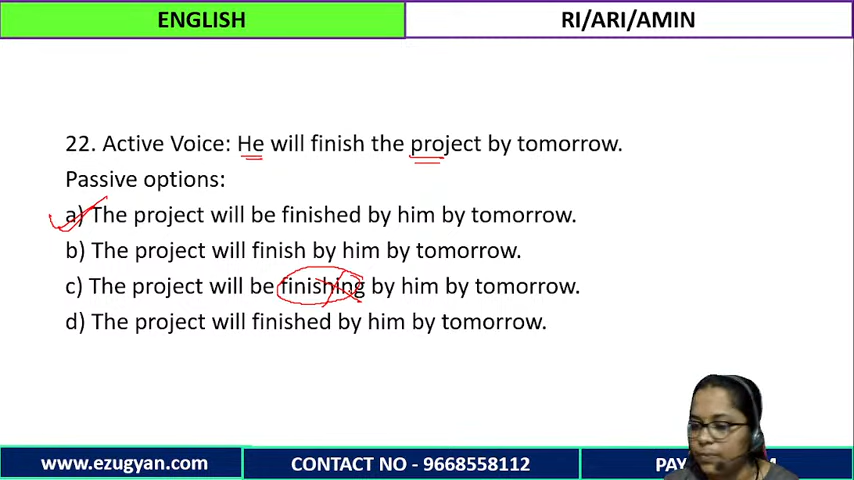 ENGLISH
RI/ARI/AMIN
22. Active Voice: He will finish the project by tomorrow.
Passive options:
a) The project will be finished by him by tomorrow.
b) The project will finish by him by tomorrow.
c) The project will be finishing by him by tomorrow.
d) The project will finished by him by tomorrow.
www.ezugyan.com
CONTACT NO - 9668558112